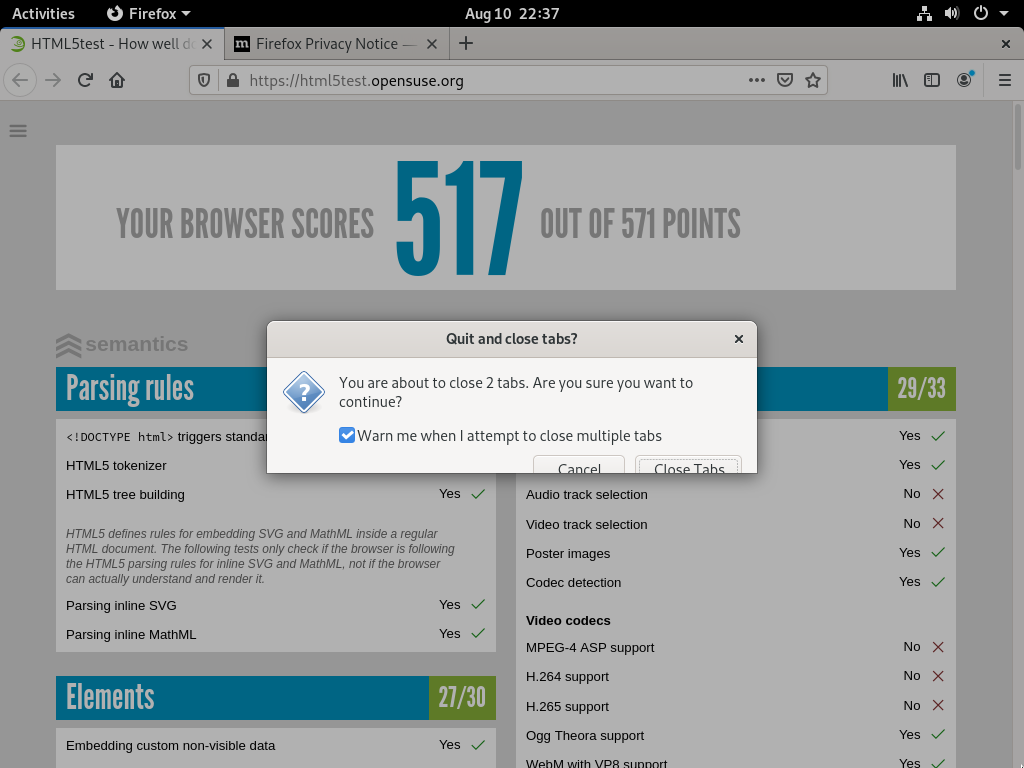 Activities
Firefox
Aug 10 22:37
HTML5test - How well do
Firefox Privacy Notice —
https://html5test.opensuse.org
YOUR BROWSER SCORES 517 OUT OF 571 POINTS
semantics
Parsing rules
<!DOCTYPE html> triggers standar
HTML5 tokenizer
HTML5 tree building Yes
HTML5 defines rules for embedding SVG and MathML inside a regular
HTML document. The following tests only check if the browser is following
the HTML5 parsing rules for inline SVG and MathML, not if the browser
can actually understand and render it.
Parsing inline SVG Yes
Parsing inline MathML Yes
Elements 27/30
Embedding custom non-visible data Yes
Quit and close tabs?
You are about to close 2 tabs. Are you sure you want to
continue?
Warn me when I attempt to close multiple tabs
Cancel
Close Tabs
29/33
Yes
Yes
Audio track selection No
Video track selection No
Poster images Yes
Codec detection Yes
Video codecs
MPEG-4 ASP support No
H.264 support No
H.265 support No
Ogg Theora support Yes
WebM with VP8 support Yes